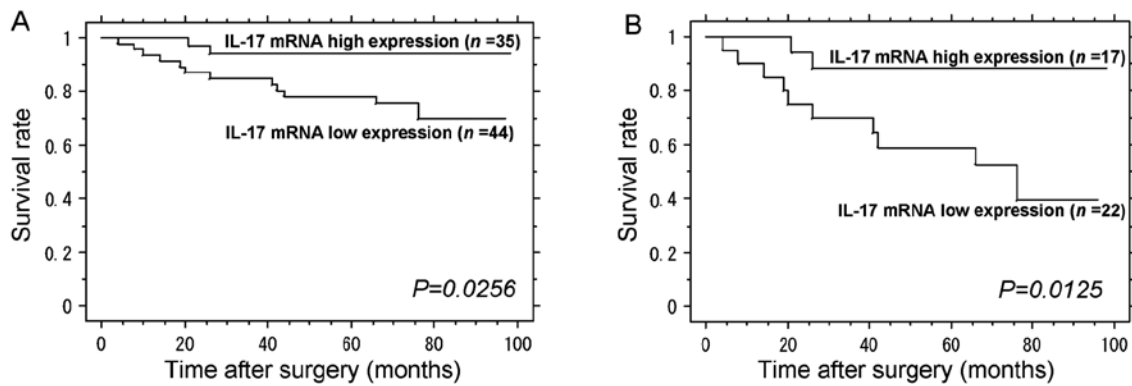 A
1
0.8
0.6
0.4
0.2
0
Survival rate
IL-17 mRNA high expression (n =35)
IL-17 mRNA low expression (n =44)
P=0.0256
0 20 40 60 80 100
Time after surgery (months)
B
1
0.8
0.6
0.4
0.2
0
Survival rate
IL-17 mRNA high expression (n =17)
IL-17 mRNA low expression (n =22)
P=0.0125
0 20 40 60 80 100
Time after surgery (months)